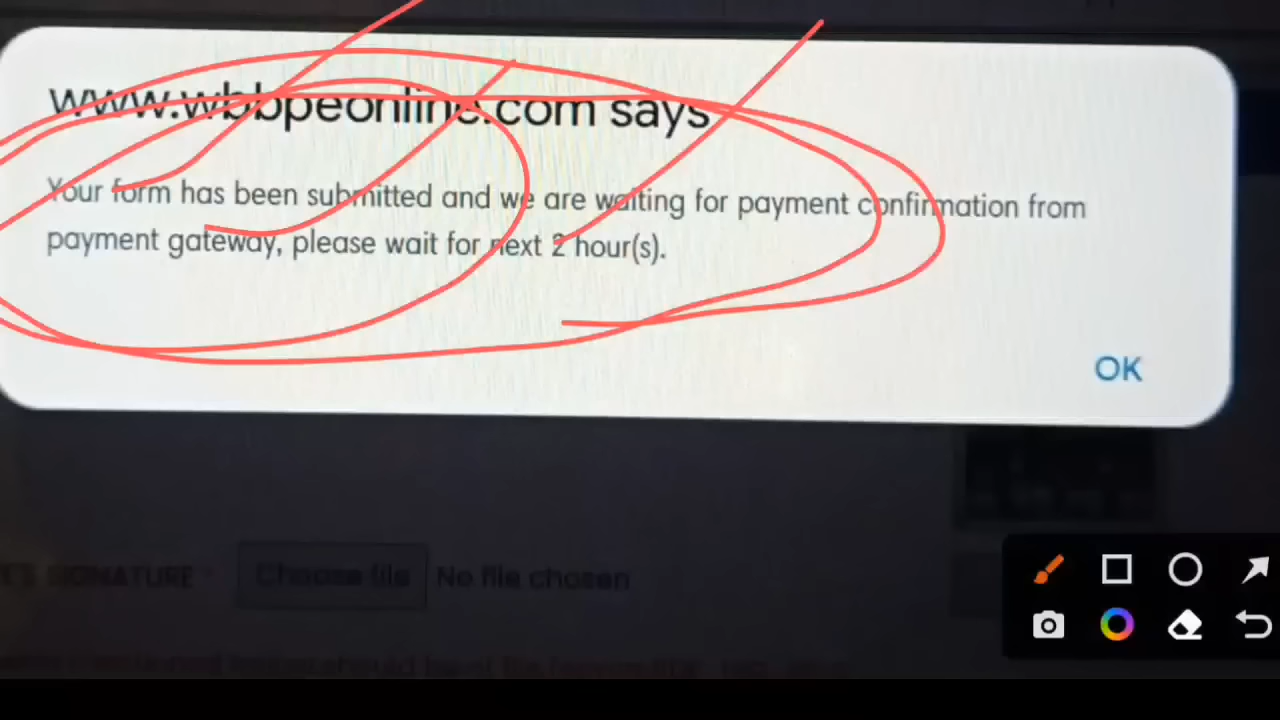 www.wbbpeonline.com says
Your form has been submitted and we are waiting for payment confirmation from
payment gateway, please wait for next 2 hour(s).
OK
SIGNATURE
Choose file
No file chosen